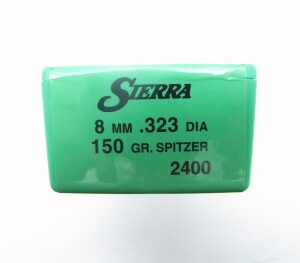 SIERRA
8 MM .323 DIA
150 GR. SPITZER
2400